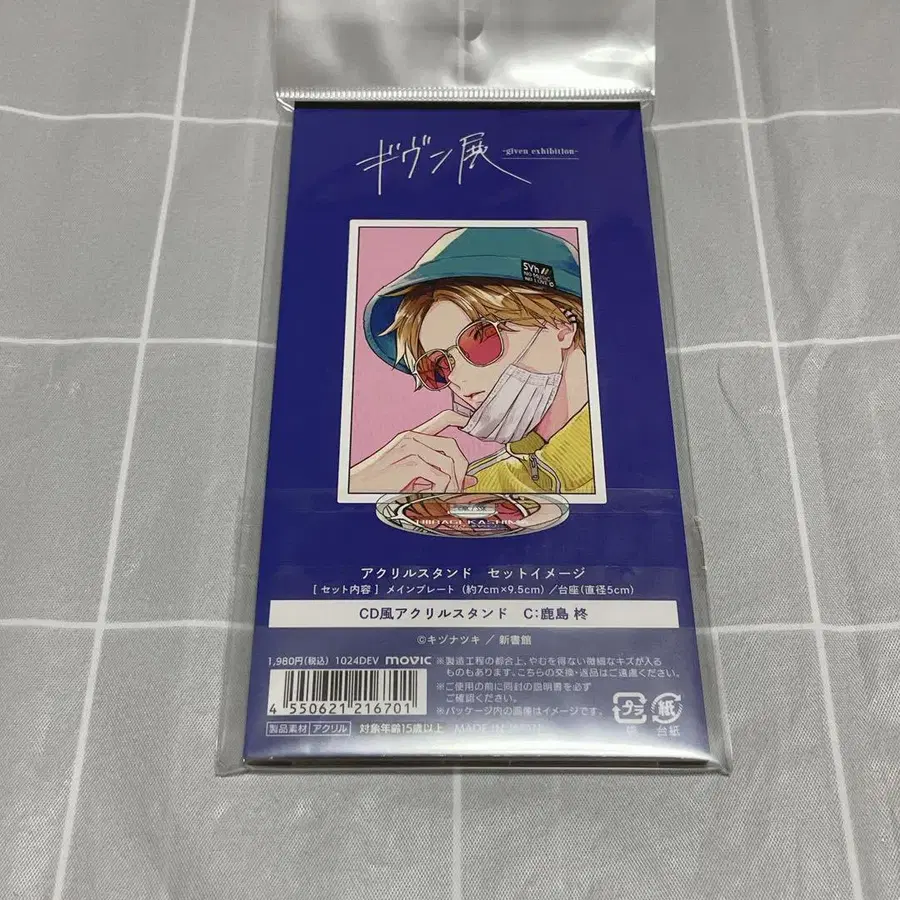 ギヴン展 -given exhibition-
SYh //
NO MUSIC
NO LOVE
HIIRAGI KASHIMA
アクリルスタンド セットイメージ
[ セット内容 ] メインプレート (約7cm×9.5cm) /台座(直径5cm)
CD風アクリルスタンド C:鹿島 柊
©キヅナツキ / 新書館
1,980円(税込) 1024DEV movic
※製造工程の都合上、やむを得ない微細なキズが入る
ものもあります。こちらの交換・返品はご遠慮ください。
※ご使用の前に同封の説明書を必ず
ご確認ください。
※パッケージ内の画像はイメージです。
4 550621 216701
プラ
紙
台紙
製品素材 アクリル 対象年齢15歳以上 MADE IN